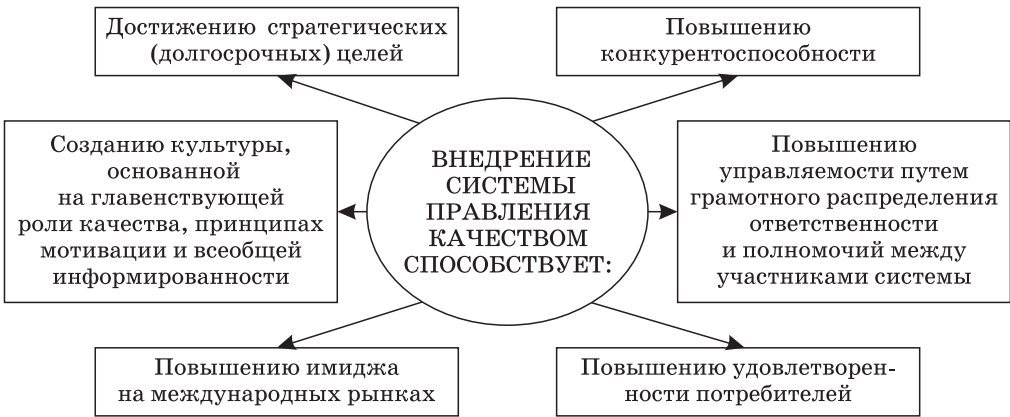 Достижению стратегических
(долгосрочных) целей
Повышению
конкурентоспособности
Созданию культуры,
основанной
на главенствующей
роли качества, принципах
мотивации и всеобщей
информированности
ВНЕДРЕНИЕ
СИСТЕМЫ
ПРАВЛЕНИЯ
КАЧЕСТВОМ
СПОСОБСТВУЕТ:
Повышению
управляемости путем
грамотного распределения
ответственности
и полномочий между
участниками системы
Повышению имиджа
на международных рынках
Повышению удовлетворен-
ности потребителей